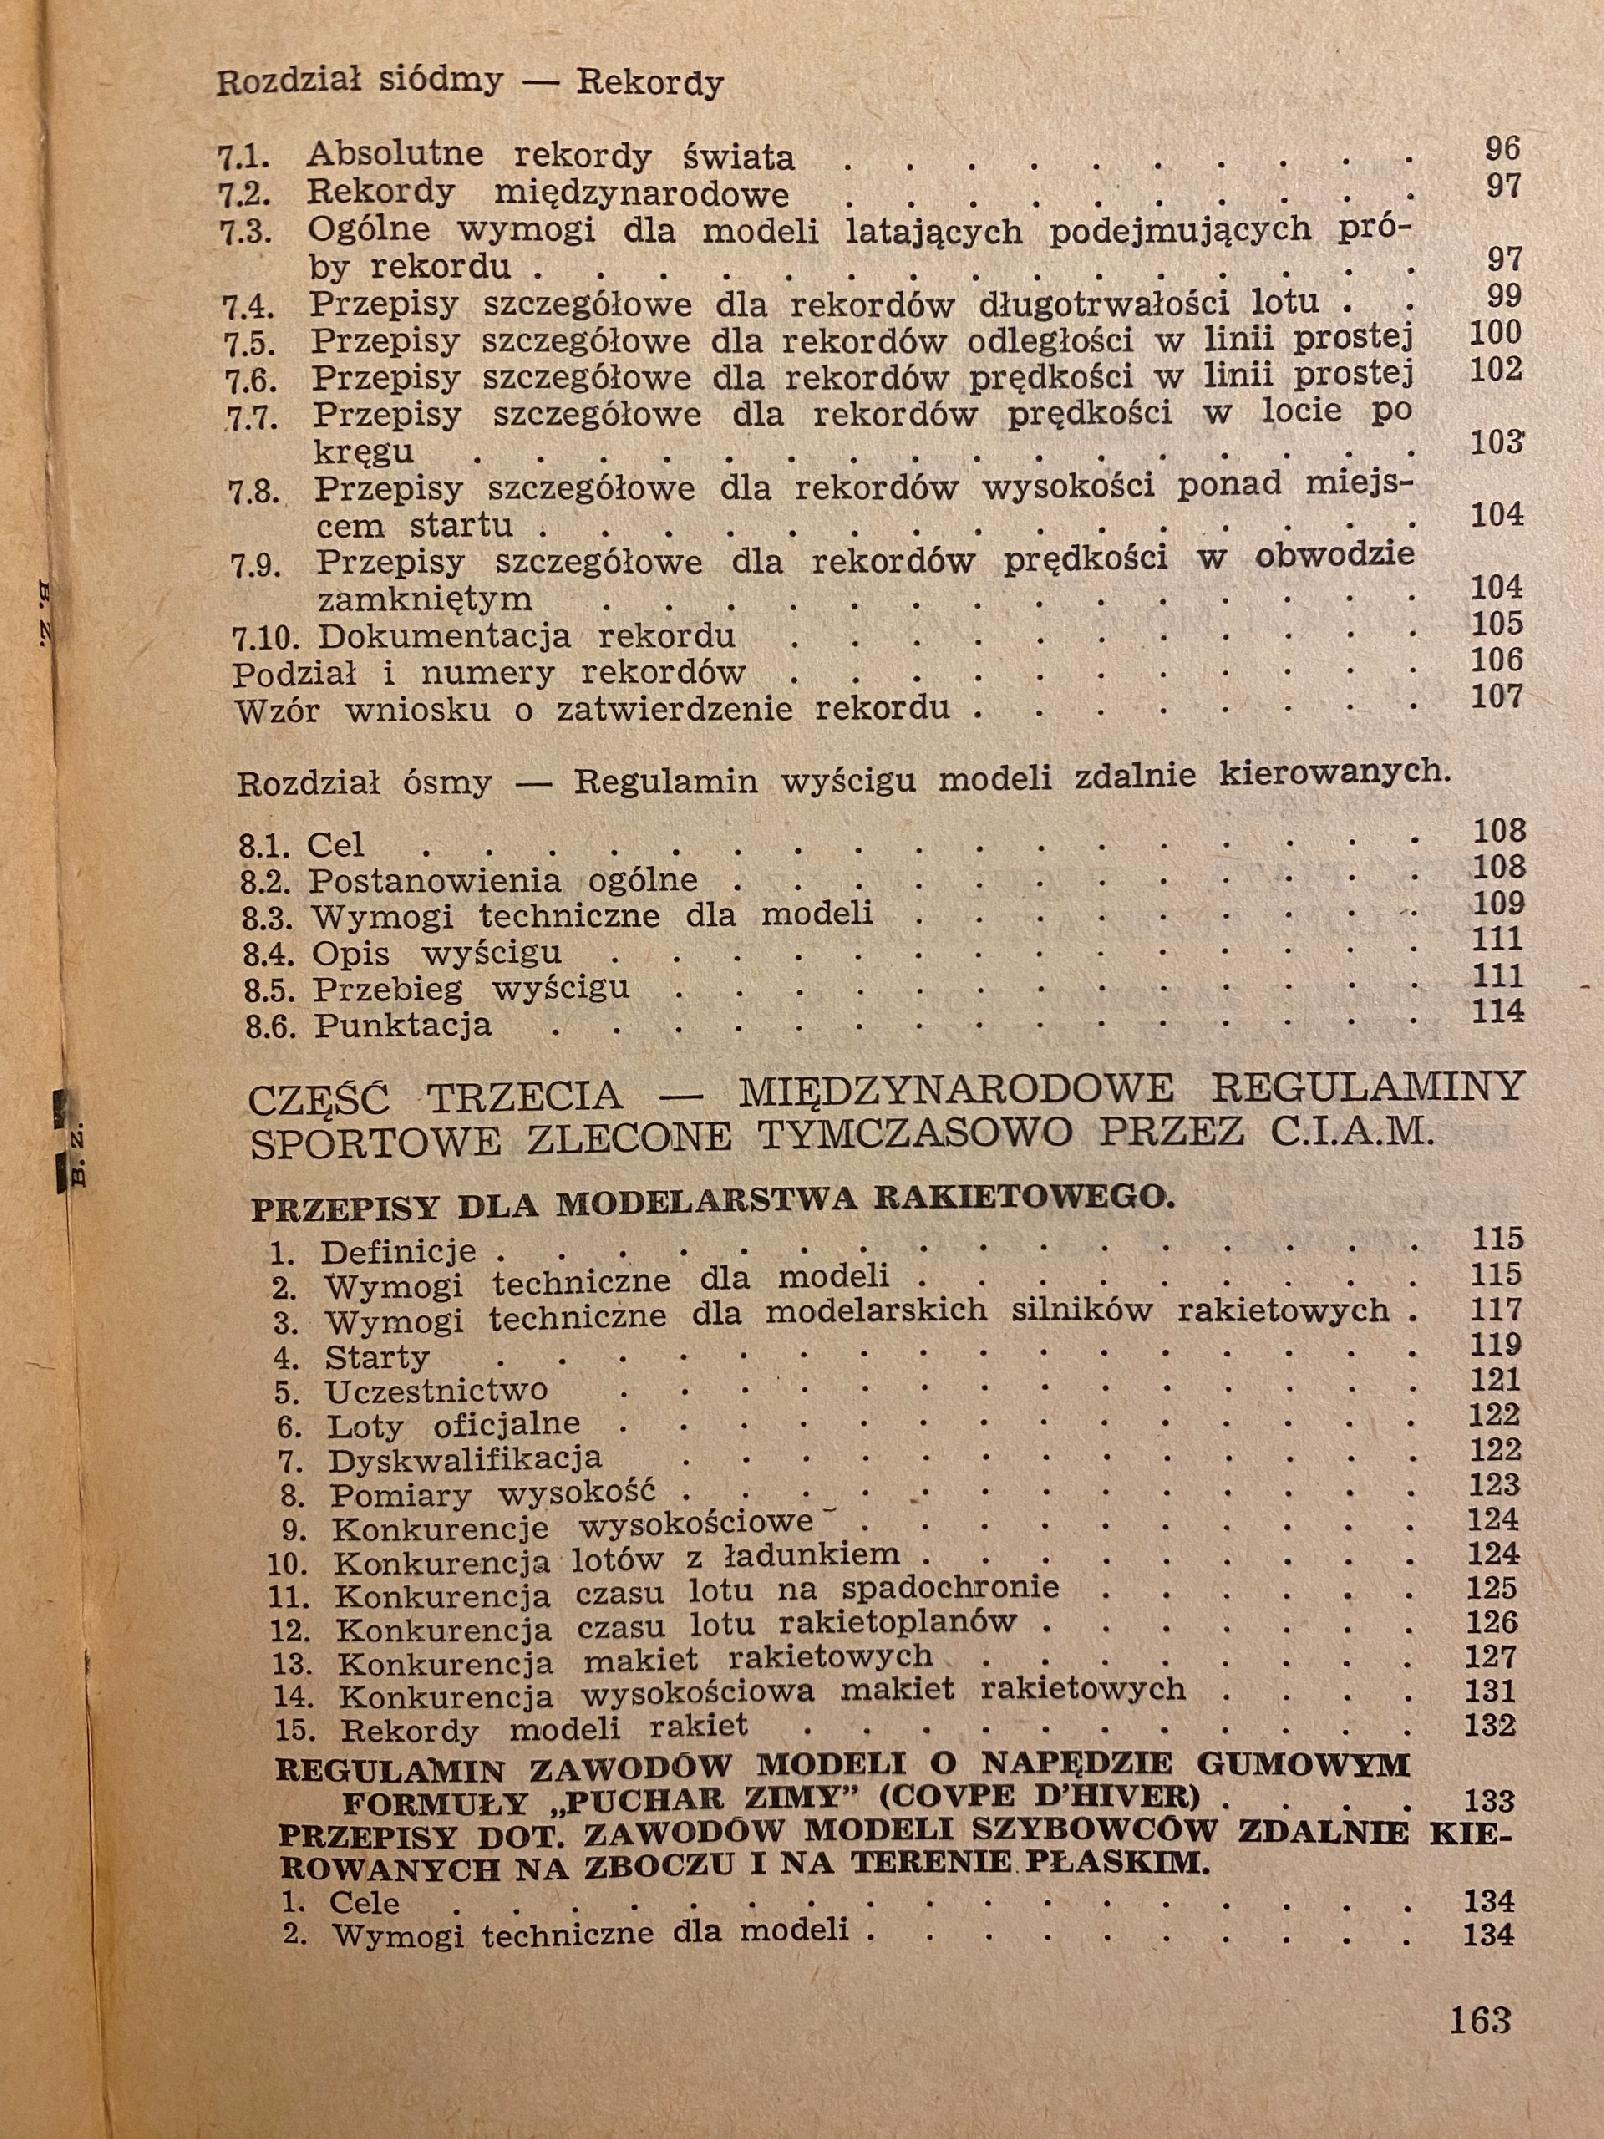 Rozdział siódmy — Rekordy
7.1. Absolutne rekordy świata . . . . . . . . . . 96
7.2. Rekordy międzynarodowe . . . . . . . . . . 97
7.3. Ogólne wymogi dla modeli latających podejmujących pró-
by rekordu . . . . . . . . . . . . . . . 97
7.4. Przepisy szczegółowe dla rekordów długotrwałości lotu . . 99
7.5. Przepisy szczegółowe dla rekordów odległości w linii prostej 100
7.6. Przepisy szczegółowe dla rekordów prędkości w linii prostej 102
7.7. Przepisy szczegółowe dla rekordów prędkości w locie po
kręgu . . . . . . . . . . . . . . . . 103
7.8. Przepisy szczegółowe dla rekordów wysokości ponad miejs-
cem startu . . . . . . . . . . . . . . . 104
7.9. Przepisy szczegółowe dla rekordów prędkości w obwodzie
zamkniętym . . . . . . . . . . . . . . 104
7.10. Dokumentacja rekordu . . . . . . . . . . . 105
Podział i numery rekordów . . . . . . . . . . . 106
Wzór wniosku o zatwierdzenie rekordu . . . . . . . . 107
Rozdział ósmy — Regulamin wyścigu modeli zdalnie kierowanych.
8.1. Cel . . . . . . . . . . . . . . . . . 108
8.2. Postanowienia ogólne . . . . . . . . . . . . 108
8.3. Wymogi techniczne dla modeli . . . . . . . . . 109
8.4. Opis wyścigu . . . . . . . . . . . . . . 111
8.5. Przebieg wyścigu . . . . . . . . . . . . . 111
8.6. Punktacja . . . . . . . . . . . . . . . 114
CZĘŚĆ TRZECIA — MIĘDZYNARODOWE REGULAMINY
SPORTOWE ZLECONE TYMCZASOWO PRZEZ C.I.A.M.
PRZEPISY DLA MODELARSTWA RAKIETOWEGO.
1. Definicje . . . . . . . . . . . . . . . . 115
2. Wymogi techniczne dla modeli . . . . . . . . . 115
3. Wymogi techniczne dla modelarskich silników rakietowych . 117
4. Starty . . . . . . . . . . . . . . . . 119
5. Uczestnictwo . . . . . . . . . . . . . . 121
6. Loty oficjalne . . . . . . . . . . . . . . 122
7. Dyskwalifikacja . . . . . . . . . . . . . 122
8. Pomiary wysokość . . . . . . . . . . . . . 123
9. Konkurencje wysokościowe . . . . . . . . . . 124
10. Konkurencja lotów z ładunkiem . . . . . . . . . 124
11. Konkurencja czasu lotu na spadochronie . . . . . . 125
12. Konkurencja czasu lotu rakietoplanów . . . . . . . 126
13. Konkurencja makiet rakietowych . . . . . . . . 127
14. Konkurencja wysokościowa makiet rakietowych . . . . 131
15. Rekordy modeli rakiet . . . . . . . . . . . 132
REGULAMIN ZAWODÓW MODELI O NAPĘDZIE GUMOWYM
FORMUŁY „PUCHAR ZIMY” (COVPE D'HIVER) . . . . 133
PRZEPISY DOT. ZAWODÓW MODELI SZYBOWCÓW ZDALNIE KIE-
ROWANYCH NA ZBOCZU I NA TERENIE PŁASKIM.
1. Cele . . . . . . . . . . . . . . . . . 134
2. Wymogi techniczne dla modeli . . . . . . . . . . 134
163
B. Z.
B. Z.